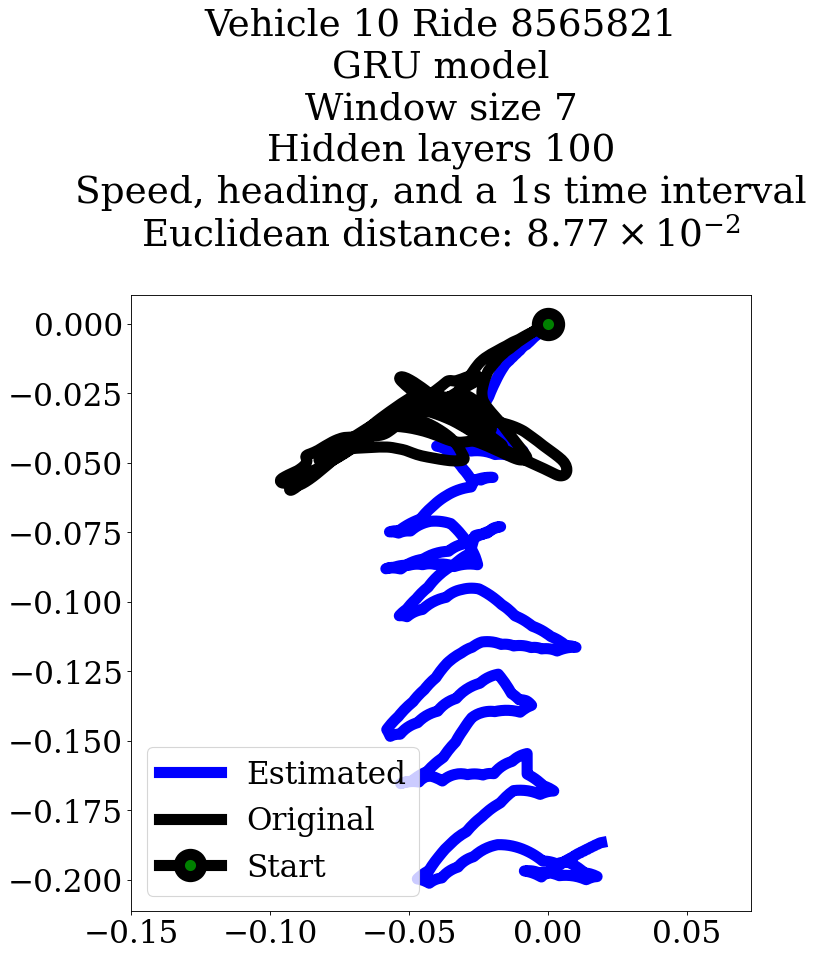 Vehicle 10 Ride 8565821
GRU model
Window size 7
Hidden layers 100
Speed, heading, and a 1s time interval
Euclidean distance: 8.77 × 10⁻²
0.000
−0.025
−0.050
−0.075
−0.100
−0.125
−0.150
−0.175
−0.200
Estimated
Original
Start
−0.15 −0.10 −0.05 0.00 0.05